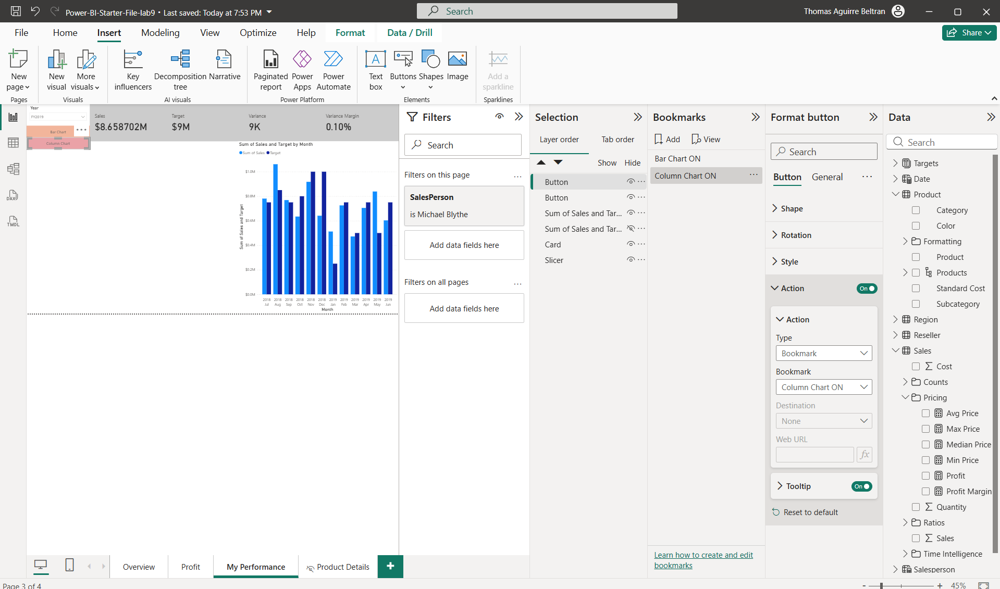 Power-BI-Starter-File-lab9 • Last saved: Today at 7:53 PM
Search
Thomas Aguirre Beltran
File
Home
Insert
Modeling
View
Optimize
Help
Format
Data / Drill
Share
New page
New visual
More visuals
Key influencers
Decomposition tree
Narrative
Paginated report
Power Apps
Power Automate
Text box
Buttons
Shapes
Image
Add a sparkline
Pages
Visuals
AI visuals
Power Platform
Elements
Sparklines
Year
FY2019
Bar Chart
Column Chart
Sales
$8.658702M
Target
$9M
Variance
9K
Variance Margin
0.10%
Sum of Sales and Target by Month
Sum of Sales
Target
Sum of Sales and Target
$1.0M
$0.8M
$0.6M
$0.4M
$0.2M
$0.0M
2018 Jul
2018 Aug
2018 Sep
2018 Oct
2018 Nov
2018 Dec
2019 Jan
2019 Feb
2019 Mar
2019 Apr
2019 May
2019 Jun
Month
Filters
Search
Filters on this page
SalesPerson
is Michael Blythe
Add data fields here
Filters on all pages
Add data fields here
Selection
Layer order
Tab order
Show
Hide
Button
Button
Sum of Sales and Tar...
Sum of Sales and Tar...
Card
Slicer
Bookmarks
Add
View
Bar Chart ON
Column Chart ON
Learn how to create and edit
bookmarks
Format button
Search
Button
General
Shape
Rotation
Style
Action
On
Action
Type
Bookmark
Bookmark
Column Chart ON
Destination
None
Web URL
fx
Tooltip
On
Reset to default
Data
Search
Targets
Date
Product
Category
Color
Formatting
Product
Products
Standard Cost
Subcategory
Region
Reseller
Sales
Cost
Counts
Pricing
Avg Price
Max Price
Median Price
Min Price
Profit
Profit Margin
Quantity
Ratios
Sales
Time Intelligence
Salesperson
DAX
TMDL
Overview
Profit
My Performance
Product Details
Page 3 of 4
- + 45%